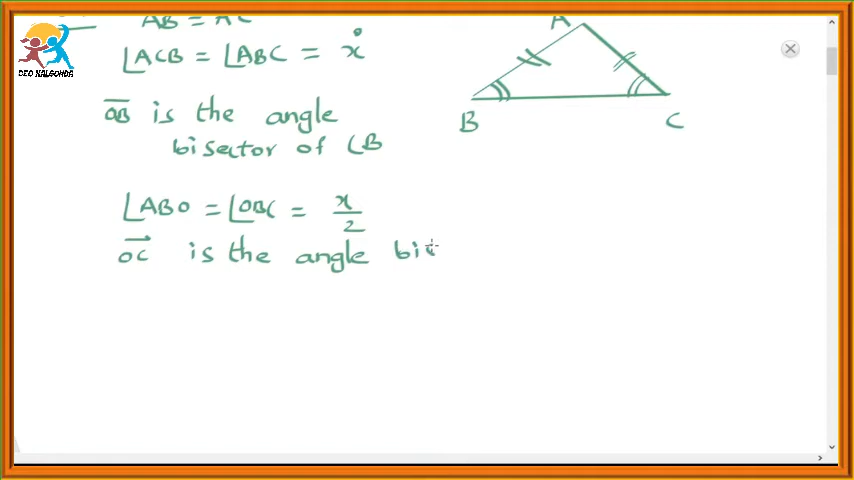 AB = AC
∠ACB = ∠ABC = x°
A
OB is the angle
bisector of ∠B
B
C
∠ABO = ∠OBC = x/2
OC is the angle bi
DEO NALGONDA